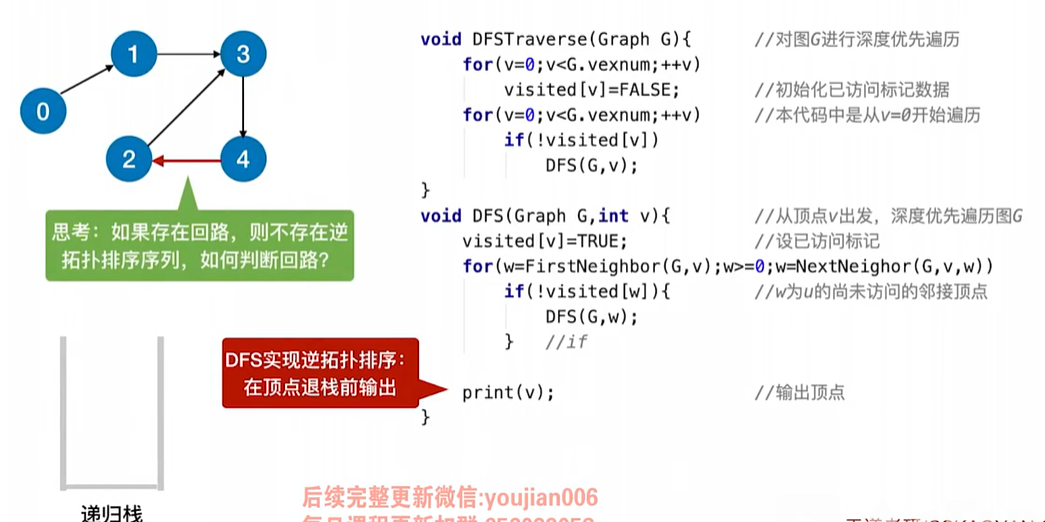 1
3
0
2
4
思考：如果存在回路，则不存在逆
拓扑排序序列，如何判断回路？
void DFSTraverse(Graph G){ //对图G进行深度优先遍历
for(v=0;v<G.vexnum;++v)
visited[v]=FALSE; //初始化已访问标记数据
for(v=0;v<G.vexnum;++v) //本代码中是从v=0开始遍历
if(!visited[v])
DFS(G,v);
}
void DFS(Graph G,int v){ //从顶点v出发，深度优先遍历图G
visited[v]=TRUE; //设已访问标记
for(w=FirstNeighbor(G,v);w>=0;w=NextNeighor(G,v,w))
if(!visited[w]){ //w为u的尚未访问的邻接顶点
DFS(G,w);
} //if
print(v); //输出顶点
}
DFS实现逆拓扑排序：
在顶点退栈前输出
递归栈
后续完整更新微信:youjian006